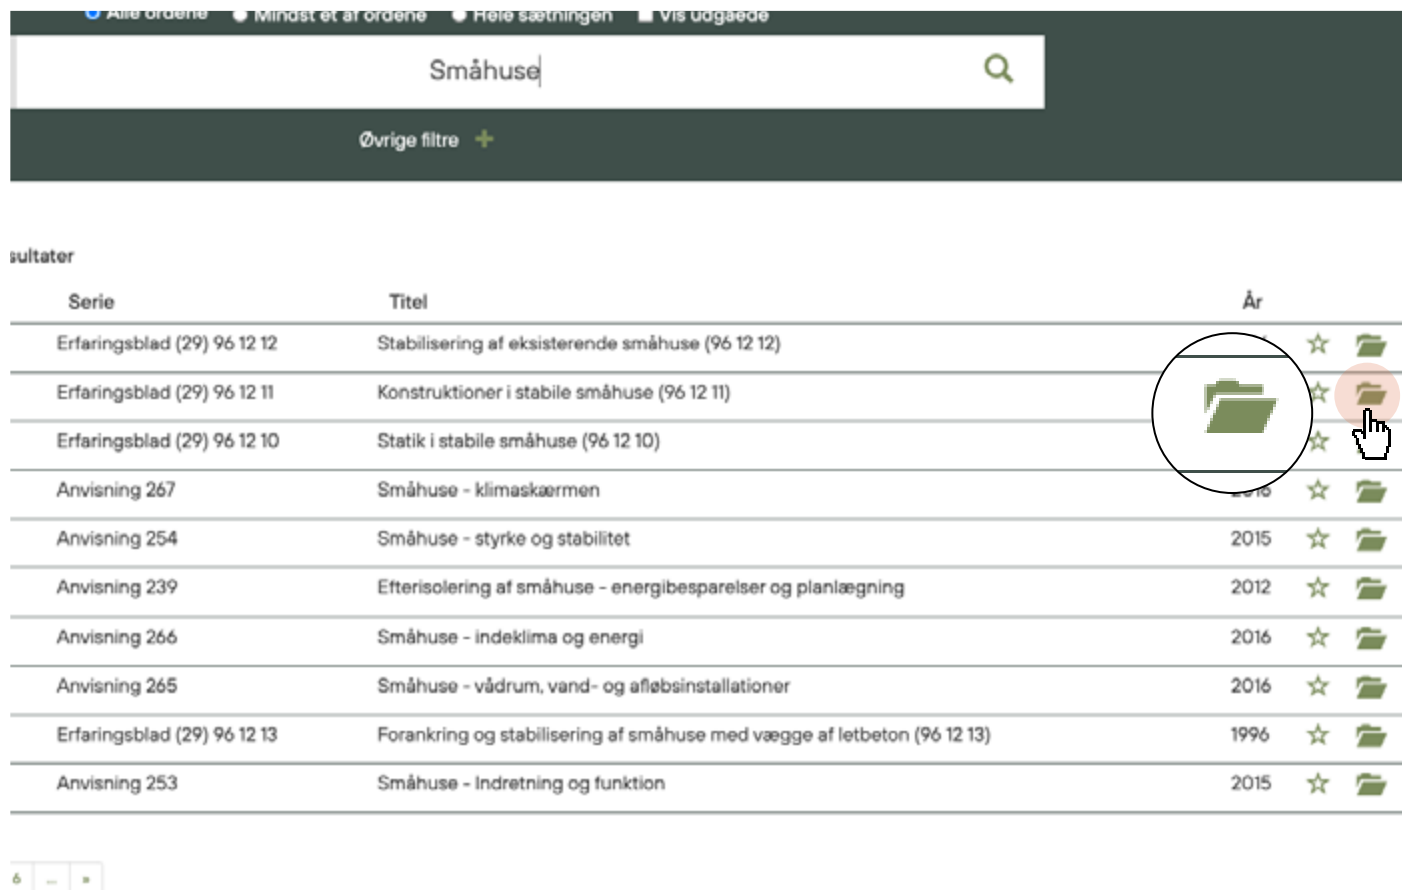 Alle ordene Mindst et af ordene Hele sætningen Vis udgaede
Småhuse
Øvrige filtre +
sultater
Serie Titel År
Erfaringsblad (29) 96 12 12 Stabilisering af eksisterende småhuse (96 12 12)
Erfaringsblad (29) 96 12 11 Konstruktioner i stabile småhuse (96 12 11)
Erfaringsblad (29) 96 12 10 Statik i stabile småhuse (96 12 10)
Anvisning 267 Småhuse - klimaskærmen 2016
Anvisning 254 Småhuse - styrke og stabilitet 2015
Anvisning 239 Efterisolering af småhuse - energibesparelser og planlægning 2012
Anvisning 266 Småhuse - indeklima og energi 2016
Anvisning 265 Småhuse - vådrum, vand- og afløbsinstallationer 2016
Erfaringsblad (29) 96 12 13 Forankring og stabilisering af småhuse med vægge af letbeton (96 12 13) 1996
Anvisning 253 Småhuse - Indretning og funktion 2015
6 ... »